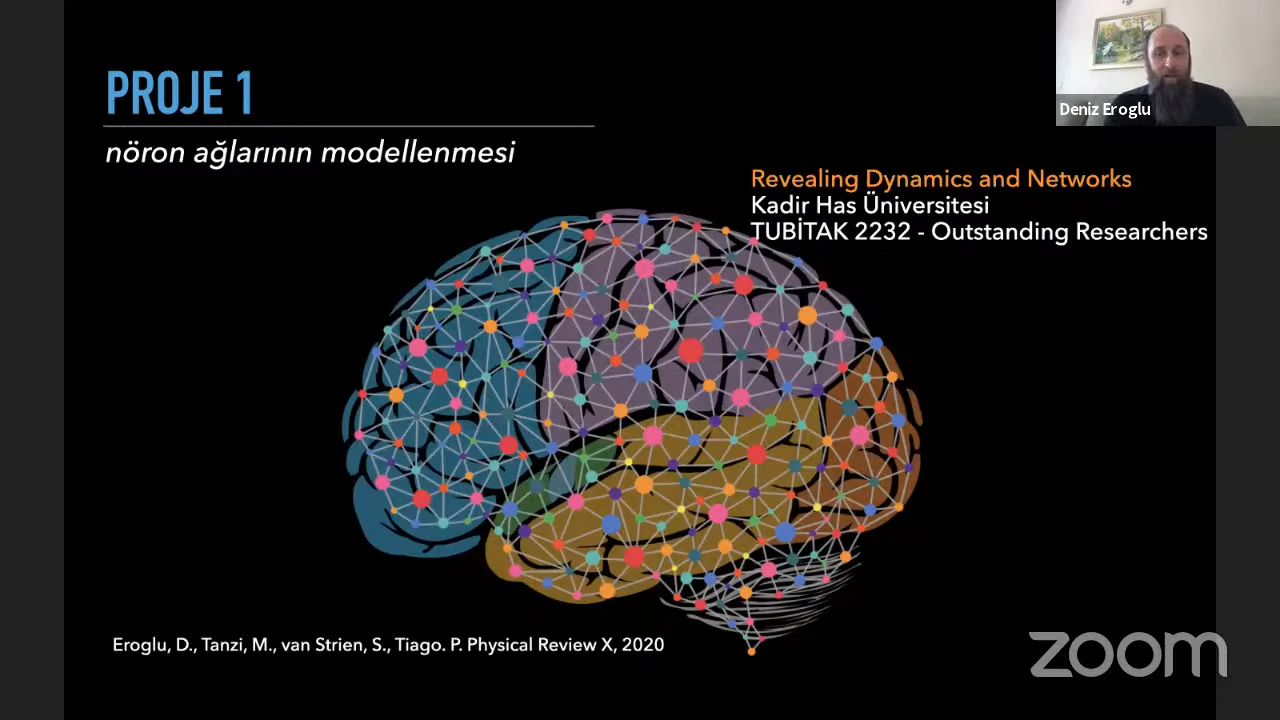 PROJE 1
nöron ağlarının modellenmesi
Deniz Eroglu
Revealing Dynamics and Networks
Kadir Has Üniversitesi
TUBİTAK 2232 - Outstanding Researchers
Eroglu, D., Tanzi, M., van Strien, S., Tiago. P. Physical Review X, 2020
zoom